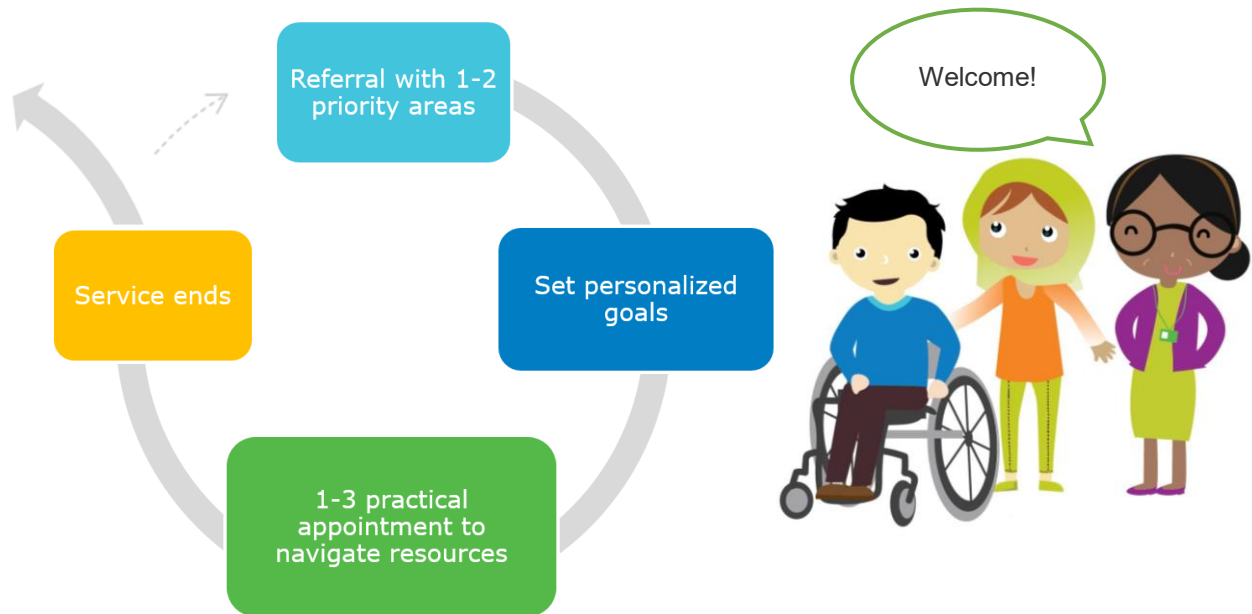 Referral with 1-2
priority areas
Welcome!
Set personalized
goals
1-3 practical
appointment to
navigate resources
Service ends